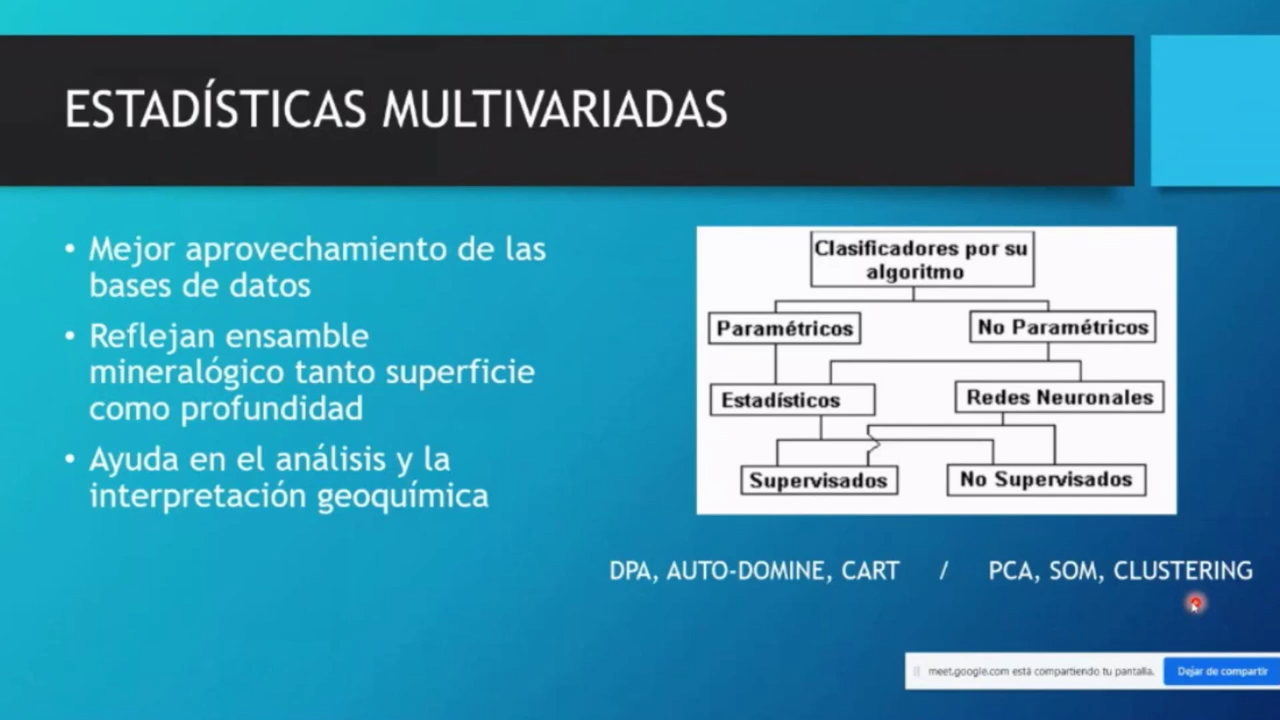 ESTADÍSTICAS MULTIVARIADAS
• Mejor aprovechamiento de las
bases de datos
• Reflejan ensamble
mineralógico tanto superficie
como profundidad
• Ayuda en el análisis y la
interpretación geoquímica
Clasificadores por su
algoritmo
Paramétricos
No Paramétricos
Estadísticos
Redes Neuronales
Supervisados
No Supervisados
DPA, AUTO-DOMINE, CART / PCA, SOM, CLUSTERING
meet.google.com está compartiendo tu pantalla.
Dejar de compartir